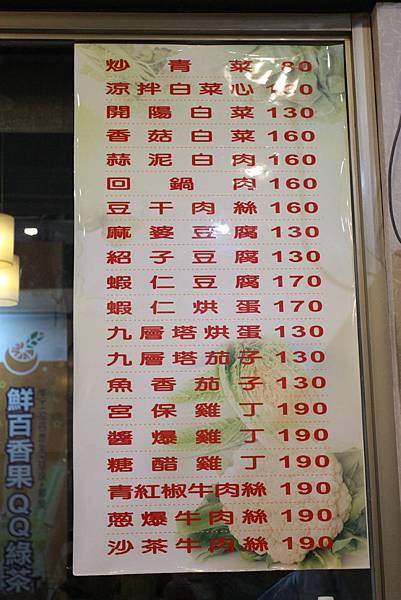 炒青菜 80
涼拌白菜心 130
開陽白菜 130
香菇白菜 160
蒜泥白肉 160
回鍋肉 160
豆干肉絲 160
麻婆豆腐 130
紹子豆腐 130
蝦仁豆腐 170
蝦仁烘蛋 170
九層塔烘蛋 130
九層塔茄子 130
魚香茄子 130
宮保雞丁 190
醬爆雞丁 190
糖醋雞丁 190
青紅椒牛肉絲 190
蔥爆牛肉絲 190
沙茶牛肉絲 190
鮮百香果QQ綠茶